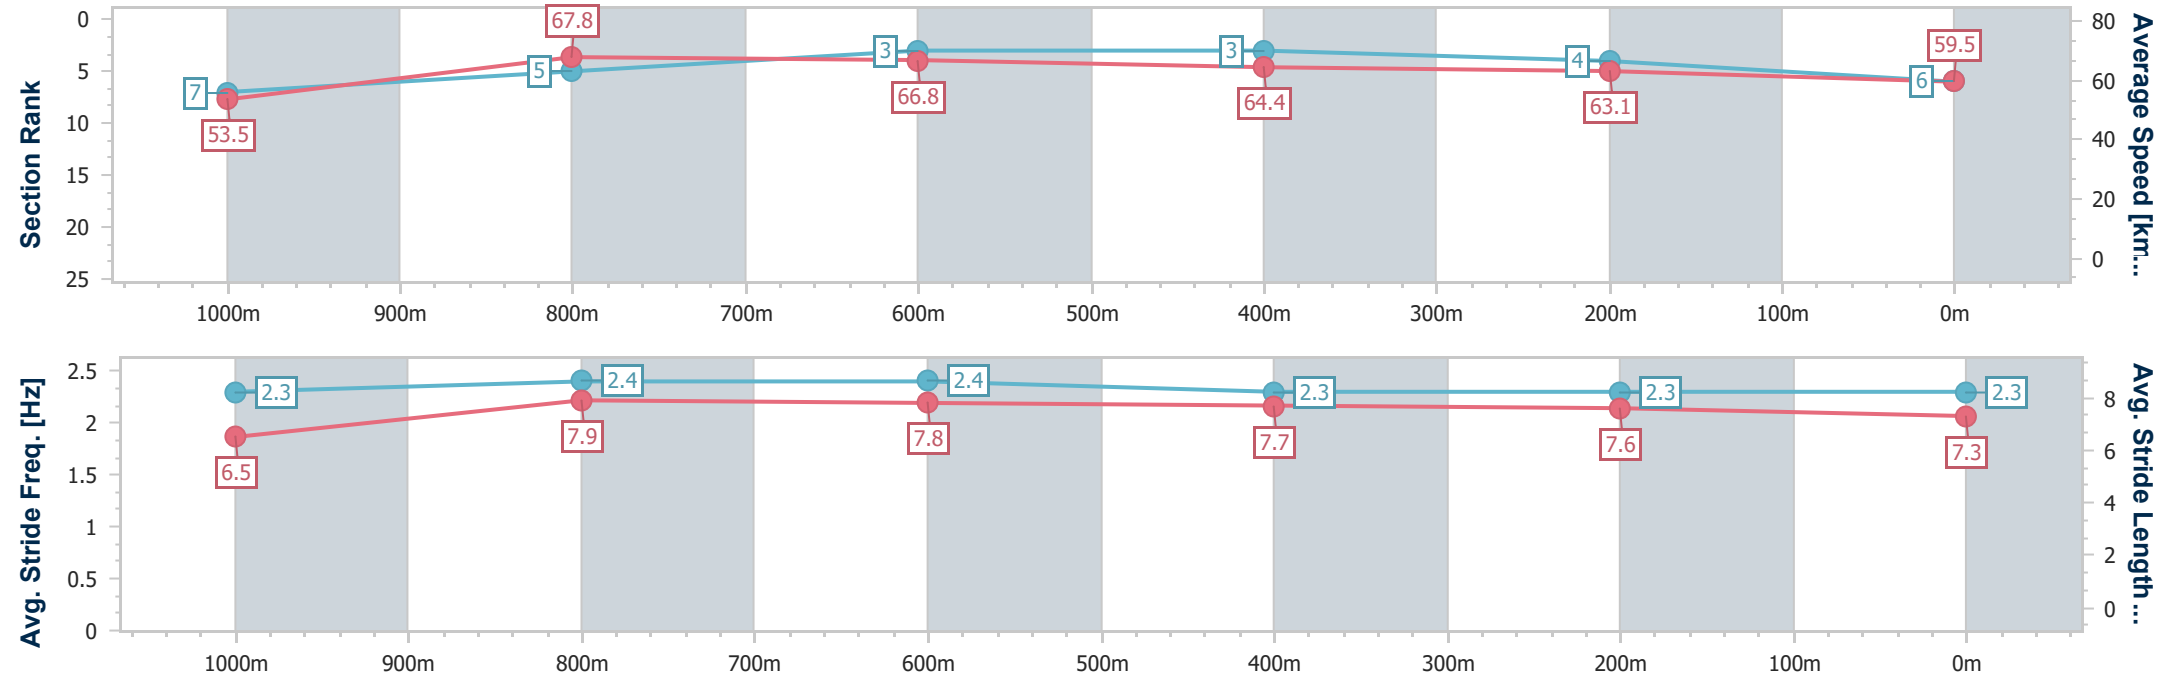 Section Rank
0
5
10
15
20
25
80
60
40
20
0
Average Speed [km...
7
5
3
3
4
6
53.5
67.8
66.8
64.4
63.1
59.5
1000m
900m
800m
700m
600m
500m
400m
300m
200m
100m
0m
Avg. Stride Freq. [Hz]
2.5
2
1.5
1
0.5
0
8
6
4
2
0
Avg. Stride Length ...
2.3
2.4
2.4
2.3
2.3
2.3
6.5
7.9
7.8
7.7
7.6
7.3
1000m
900m
800m
700m
600m
500m
400m
300m
200m
100m
0m